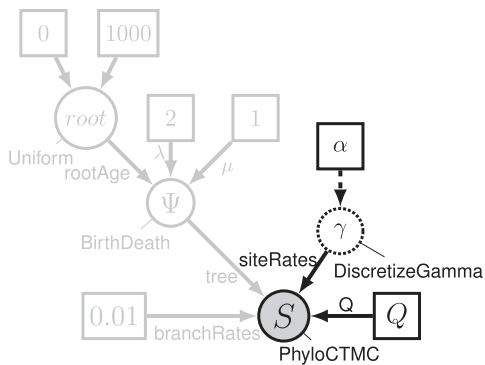 0 1000
root
Uniform
rootAge
2 1
λ μ
α
Ψ
γ
BirthDeath
siteRates
DiscretizeGamma
tree
0.01
branchRates
S
Q
Q
PhyloCTMC